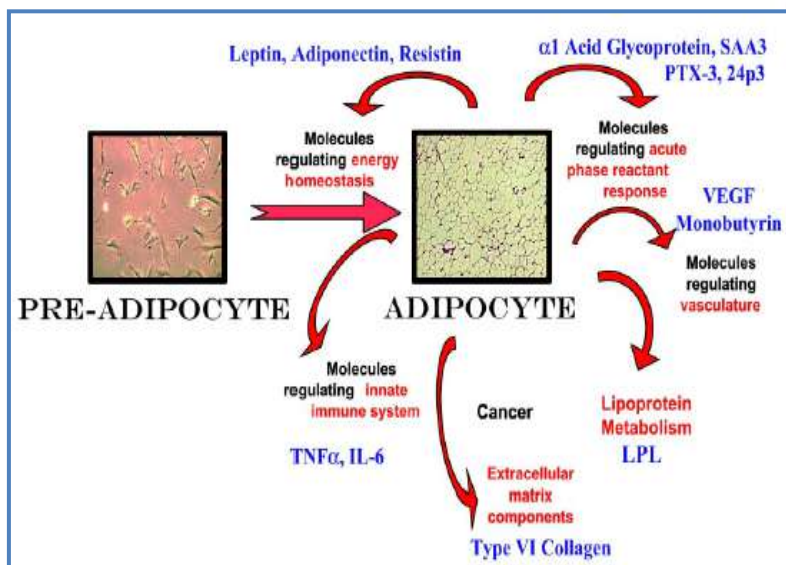 Leptin, Adiponectin, Resistin
α1 Acid Glycoprotein, SAA3
PTX-3, 24p3
Molecules
regulating energy
homeostasis
Molecules
regulating acute
phase reactant
response
VEGF
Monobutyrin
Molecules
regulating
vasculature
PRE-ADIPOCYTE
ADIPOCYTE
Molecules
regulating innate
immune system
TNFα, IL-6
Cancer
Lipoprotein
Metabolism
LPL
Extracellular
matrix
components
Type VI Collagen